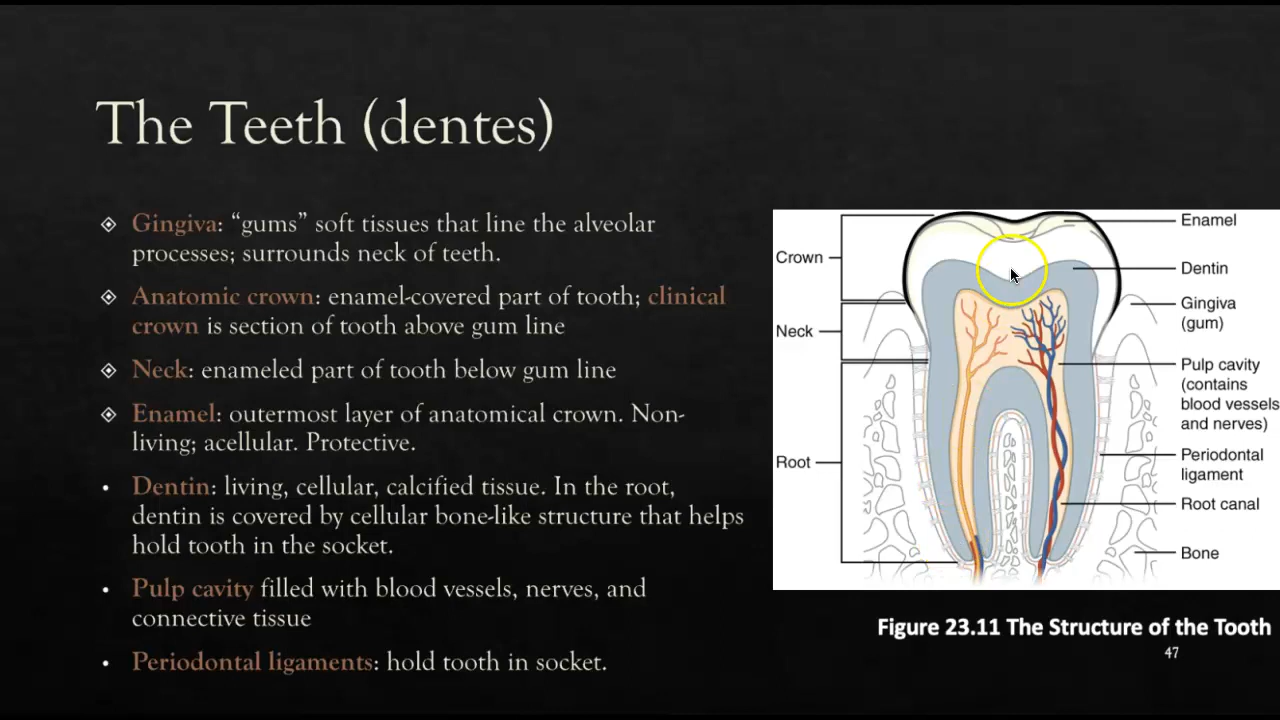 The Teeth (dentes)
Gingiva: “gums” soft tissues that line the alveolar
processes; surrounds neck of teeth.
Anatomic crown: enamel-covered part of tooth; clinical
crown is section of tooth above gum line
Neck: enameled part of tooth below gum line
Enamel: outermost layer of anatomical crown. Non-
living; acellular. Protective.
Dentin: living, cellular, calcified tissue. In the root,
dentin is covered by cellular bone-like structure that helps
hold tooth in the socket.
Pulp cavity filled with blood vessels, nerves, and
connective tissue
Periodontal ligaments: hold tooth in socket.
Crown
Neck
Root
Enamel
Dentin
Gingiva
(gum)
Pulp cavity
(contains
blood vessels
and nerves)
Periodontal
ligament
Root canal
Bone
Figure 23.11 The Structure of the Tooth
47